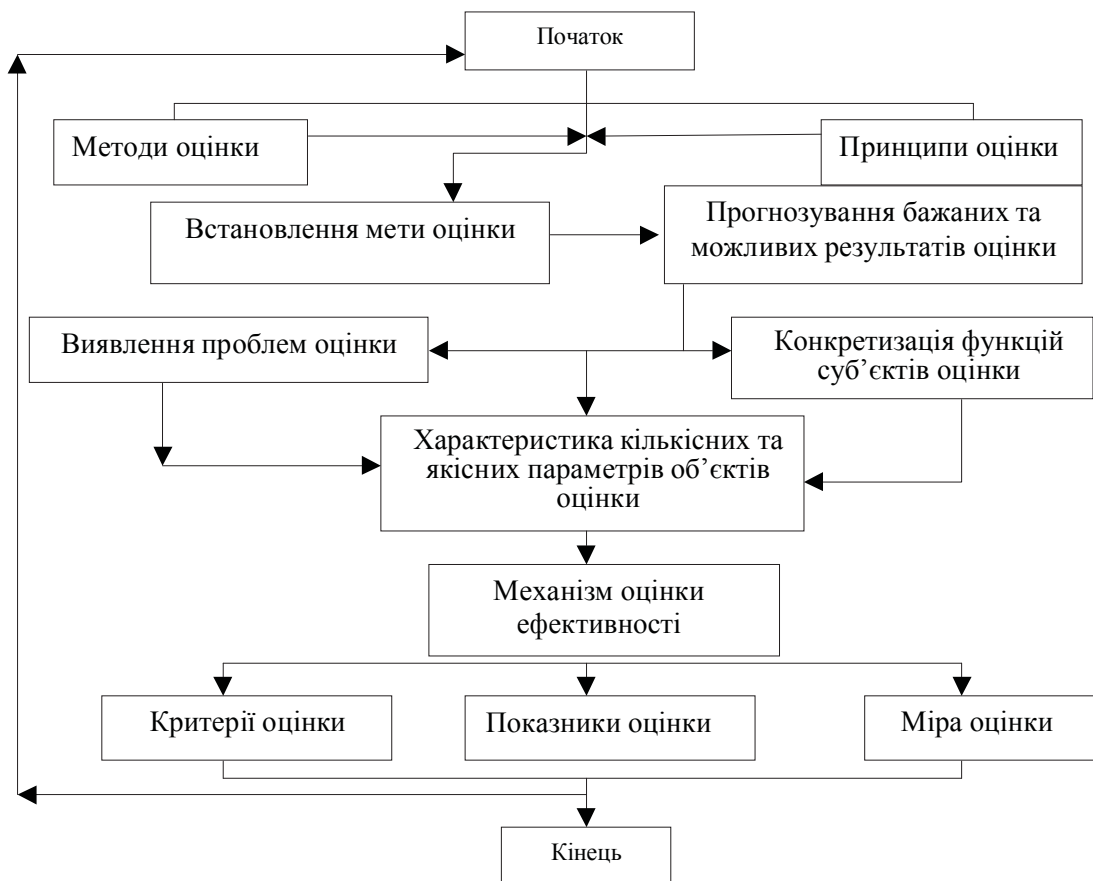 Початок
Методи оцінки
Принципи оцінки
Встановлення мети оцінки
Прогнозування бажаних та
можливих результатів оцінки
Виявлення проблем оцінки
Конкретизація функцій
суб’єктів оцінки
Характеристика кількісних та
якісних параметрів об’єктів
оцінки
Механізм оцінки
ефективності
Критерії оцінки
Показники оцінки
Міра оцінки
Кінець